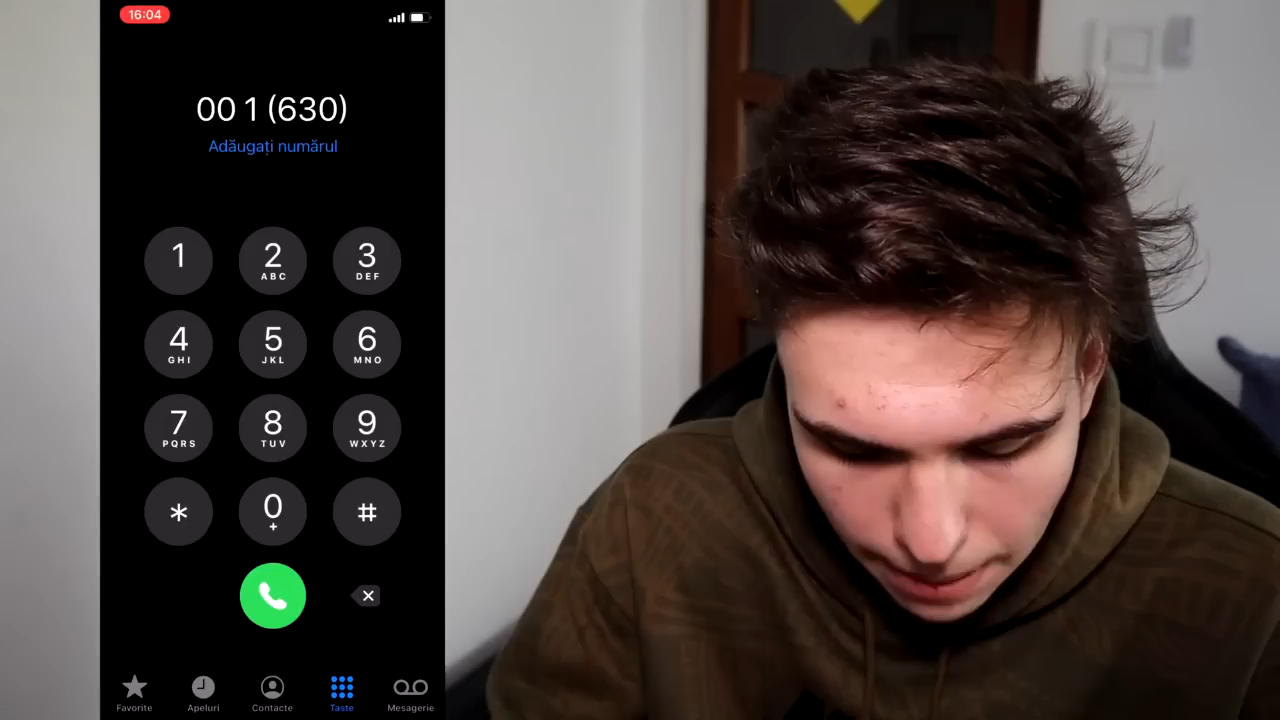 16:04
00 1 (630)
Adăugați numărul
1
2
ABC
3
DEF
4
GHI
5
JKL
6
MNO
7
PQRS
8
TUV
9
WXYZ
*
0
+
#
Favorite
Apeluri
Contacte
Taste
Mesagerie